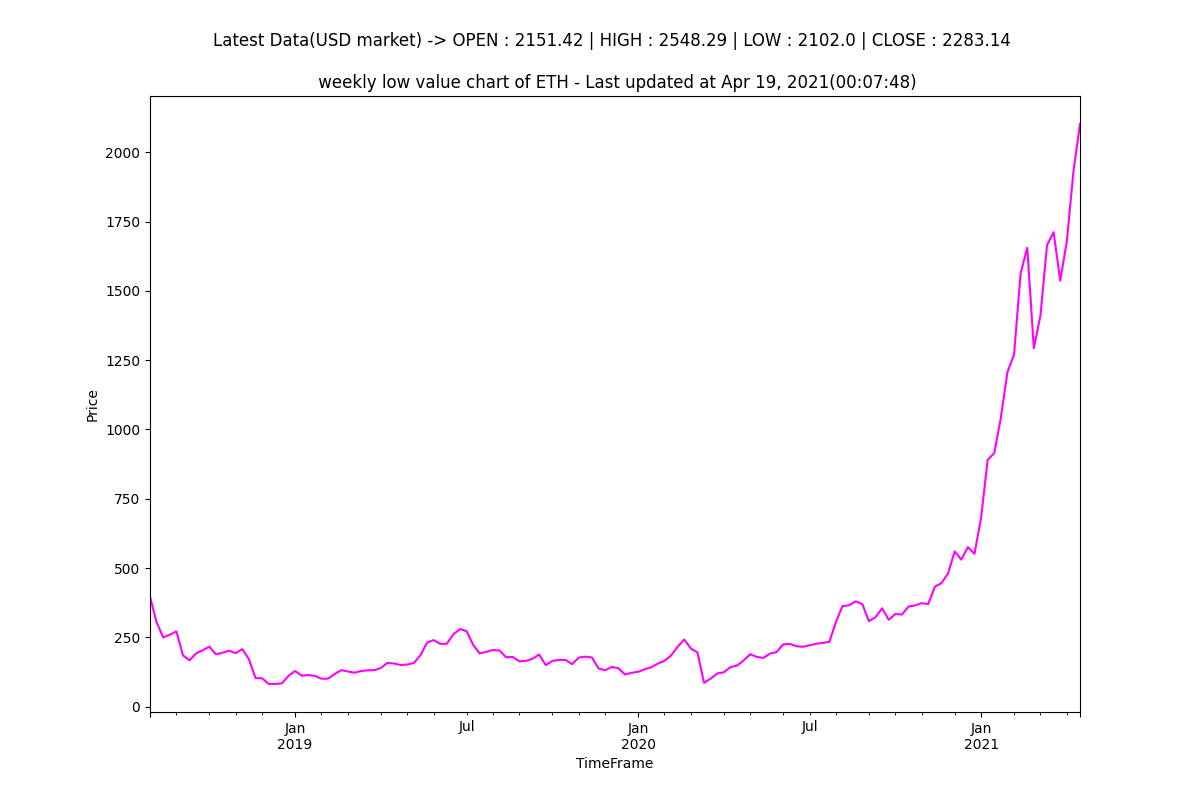 Latest Data(USD market) -> OPEN : 2151.42 | HIGH : 2548.29 | LOW : 2102.0 | CLOSE : 2283.14
weekly low value chart of ETH - Last updated at Apr 19, 2021(00:07:48)
2000
1750
1500
1250
1000
750
500
250
0
Price
Jan
2019
Jul
Jan
2020
Jul
Jan
2021
TimeFrame